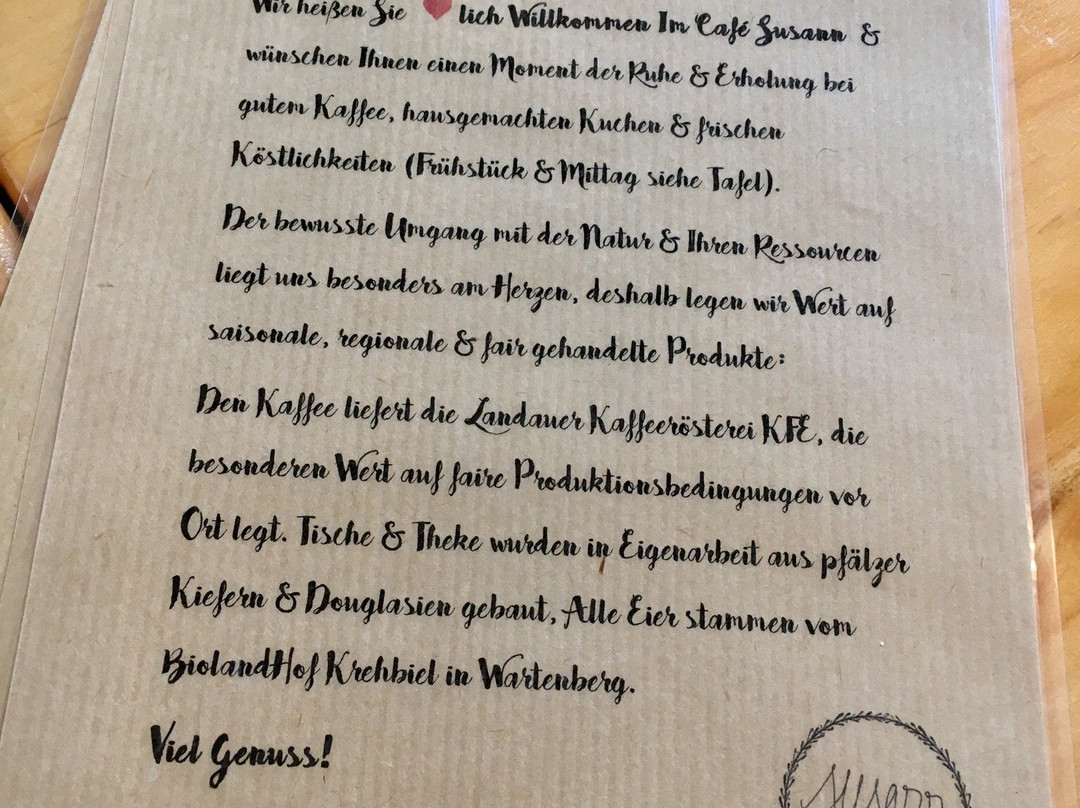 Wir heißen Sie ❤lich Willkommen Im Café Susann &
wünschen Ihnen einen Moment der Ruhe & Erholung bei
gutem Kaffee, hausgemachten Kuchen & frischen
Köstlichkeiten (Frühstück & Mittag siehe Tafel).
Der bewusste Umgang mit der Natur & Ihren Ressourcen
liegt uns besonders am Herzen, deshalb legen wir Wert auf
saisonale, regionale & fair gehandelte Produkte:
Den Kaffee liefert die Landauer Kaffeerösterei KFE, die
besonderen Wert auf faire Produktionsbedingungen vor
Ort legt. Tische & Theke wurden in Eigenarbeit aus pfälzer
Kiefern & Douglasien gebaut, Alle Eier stammen vom
BiolandHof Krehbiel in Wartenberg.
Viel Genuss!
susann